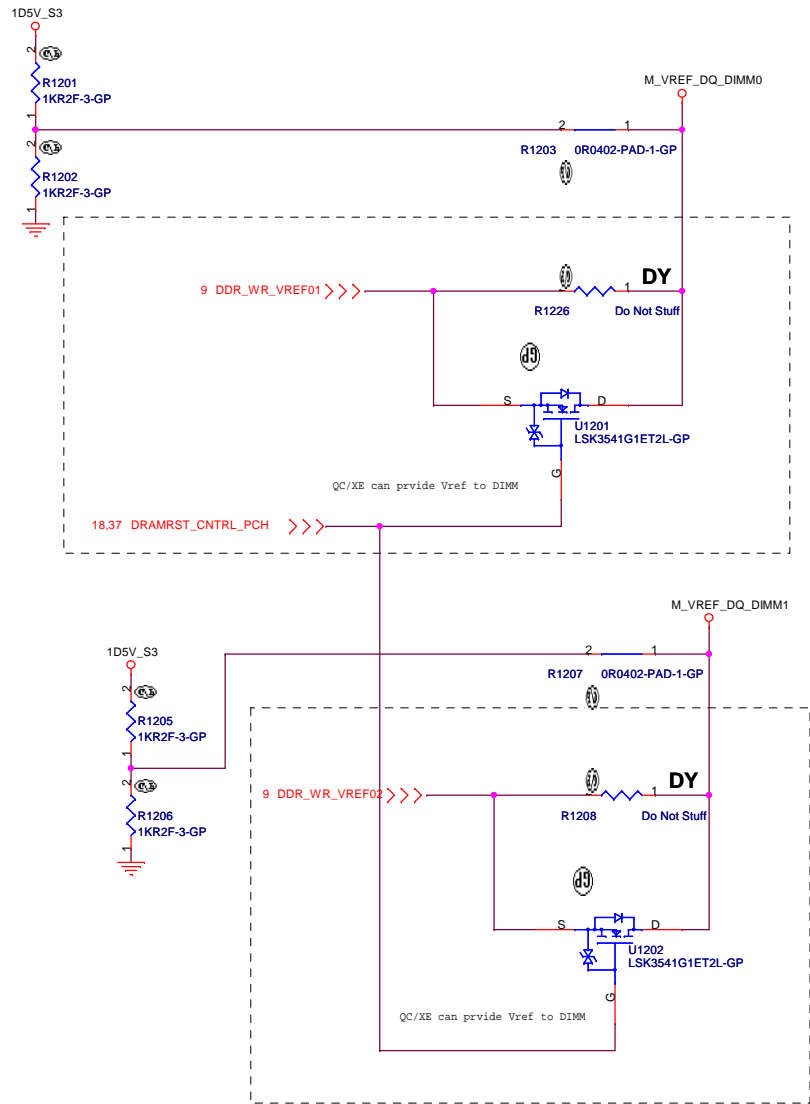 1D5V_S3
2
R1201
1KR2F-3-GP
1
M_VREF_DQ_DIMM0
2 1
R1203 0R0402-PAD-1-GP
2
R1202
1KR2F-3-GP
1
9 DDR_WR_VREF01
1 DY
R1226 Do Not Stuff
GP
S D
U1201
LSK3541G1ET2L-GP
G
QC/XE can prvide Vref to DIMM
18,37 DRAMRST_CNTRL_PCH
M_VREF_DQ_DIMM1
1D5V_S3
2 1
R1207 0R0402-PAD-1-GP
2
R1205
1KR2F-3-GP
1
2
R1206
1KR2F-3-GP
1
9 DDR_WR_VREF02
1 DY
R1208 Do Not Stuff
GP
S D
U1202
LSK3541G1ET2L-GP
G
QC/XE can prvide Vref to DIMM